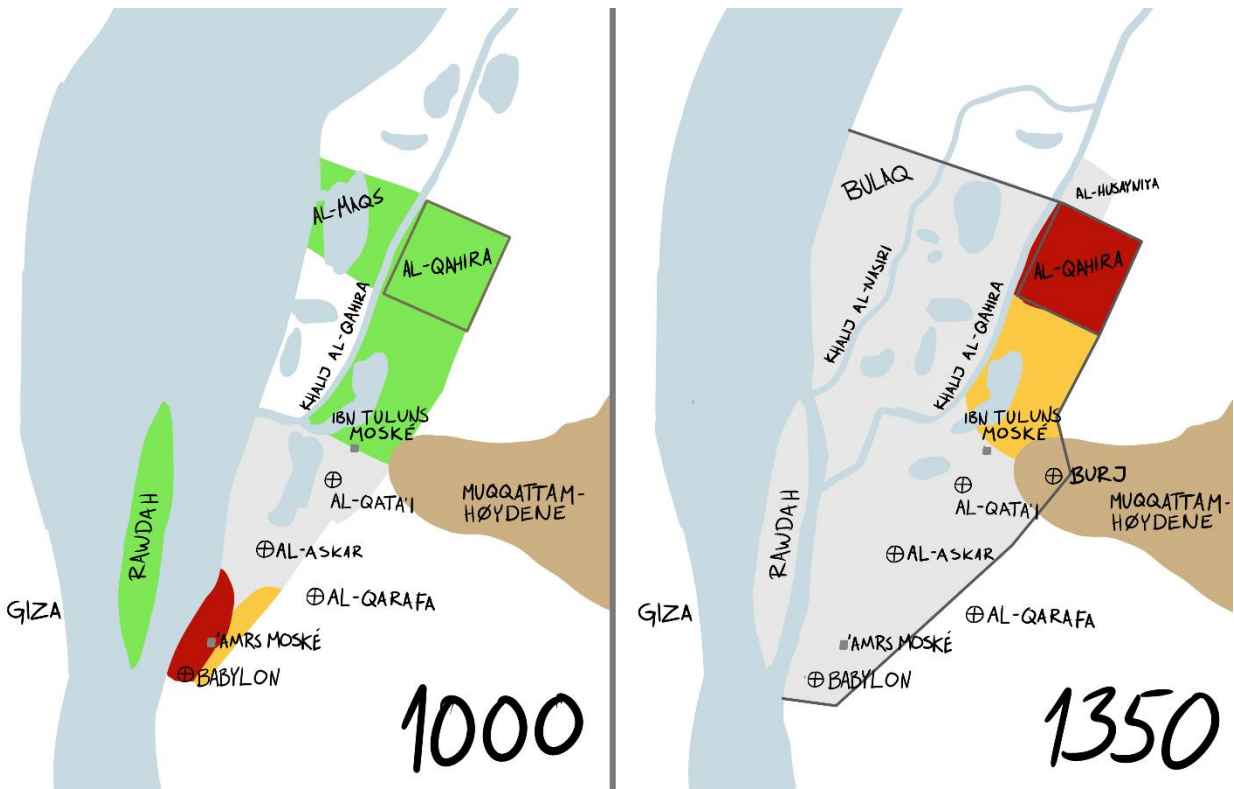 AL-MAQS
AL-QAHIRA
KHALIJ AL-QAHIRA
IBN TULUNS
MOSKÉ
AL-QATA'I
MUQQATTAM-
HØYDENE
RAWDAH
AL-ASKAR
GIZA
AL-QARAFA
'AMRS MOSKÉ
BABYLON
1000
BULAQ
AL-HUSAYNIYA
AL-QAHIRA
KHALIJ AL-NASIRI
KHALIJ AL-QAHIRA
IBN TULUNS
MOSKÉ
BURJ
AL-QATA'I
MUQQATTAM-
HØYDENE
RAWDAH
AL-ASKAR
GIZA
AL-QARAFA
'AMRS MOSKÉ
BABYLON
1350